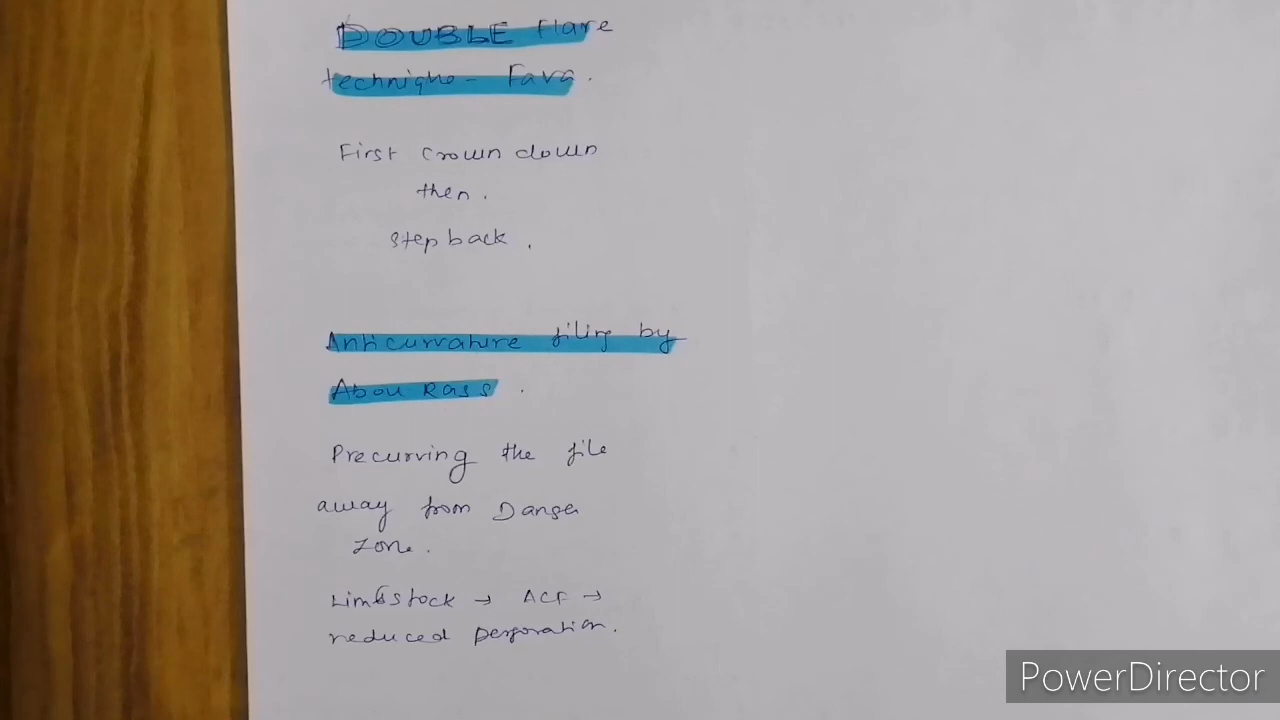 DOUBLE flare
technique - Fava.
First crown down
then.
step back.
Anticurvature filing by
Abou Rass.
Precurving the file
away from Danger
zone.
Limbstock → ACF →
reduced perforation.
PowerDirector